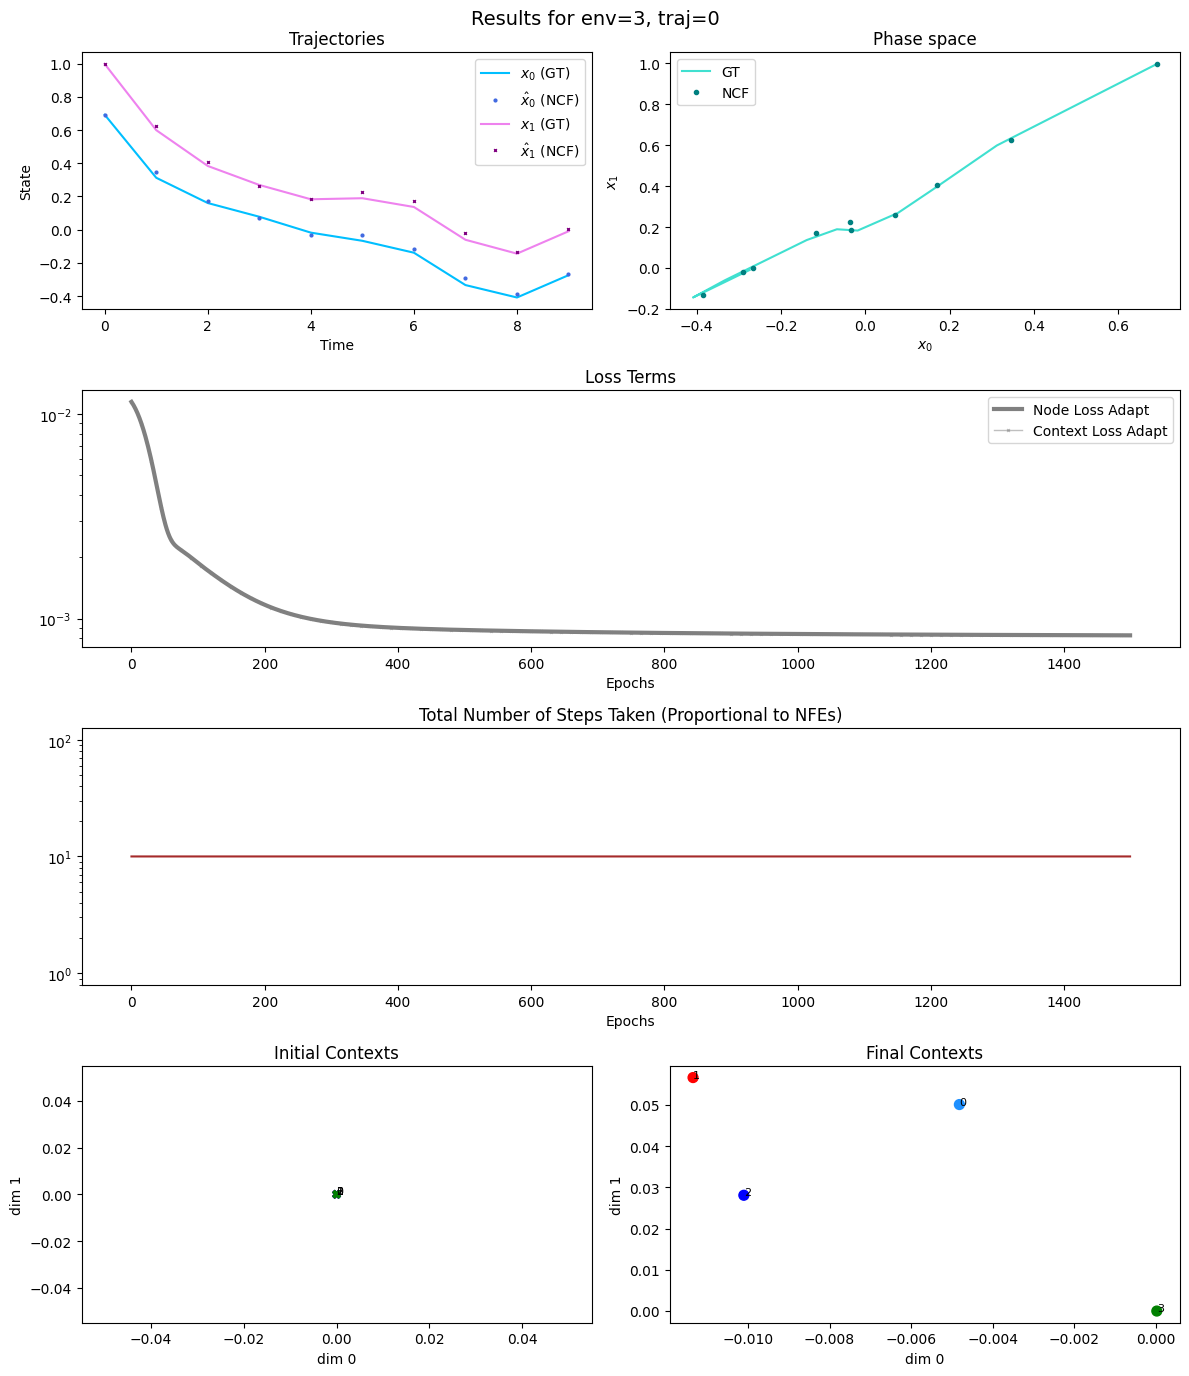 Results for env=3, traj=0
Trajectories
1.0
0.8
0.6
0.4
0.2
0.0
−0.2
−0.4
State
0 2 4 6 8
Time
x₀ (GT)
x̂₀ (NCF)
x₁ (GT)
x̂₁ (NCF)
Phase space
1.0
0.8
0.6
0.4
0.2
0.0
−0.2
x₁
−0.4 −0.2 0.0 0.2 0.4 0.6
x₀
GT
NCF
Loss Terms
10⁻²
10⁻³
0 200 400 600 800 1000 1200 1400
Epochs
Node Loss Adapt
Context Loss Adapt
Total Number of Steps Taken (Proportional to NFEs)
10²
10¹
10⁰
0 200 400 600 800 1000 1200 1400
Epochs
Initial Contexts
0.04
0.02
0.00
−0.02
−0.04
dim 1
−0.04 −0.02 0.00 0.02 0.04
dim 0
Final Contexts
0.05
0.04
0.03
0.02
0.01
0.00
dim 1
1
0
2
3
−0.010 −0.008 −0.006 −0.004 −0.002 0.000
dim 0